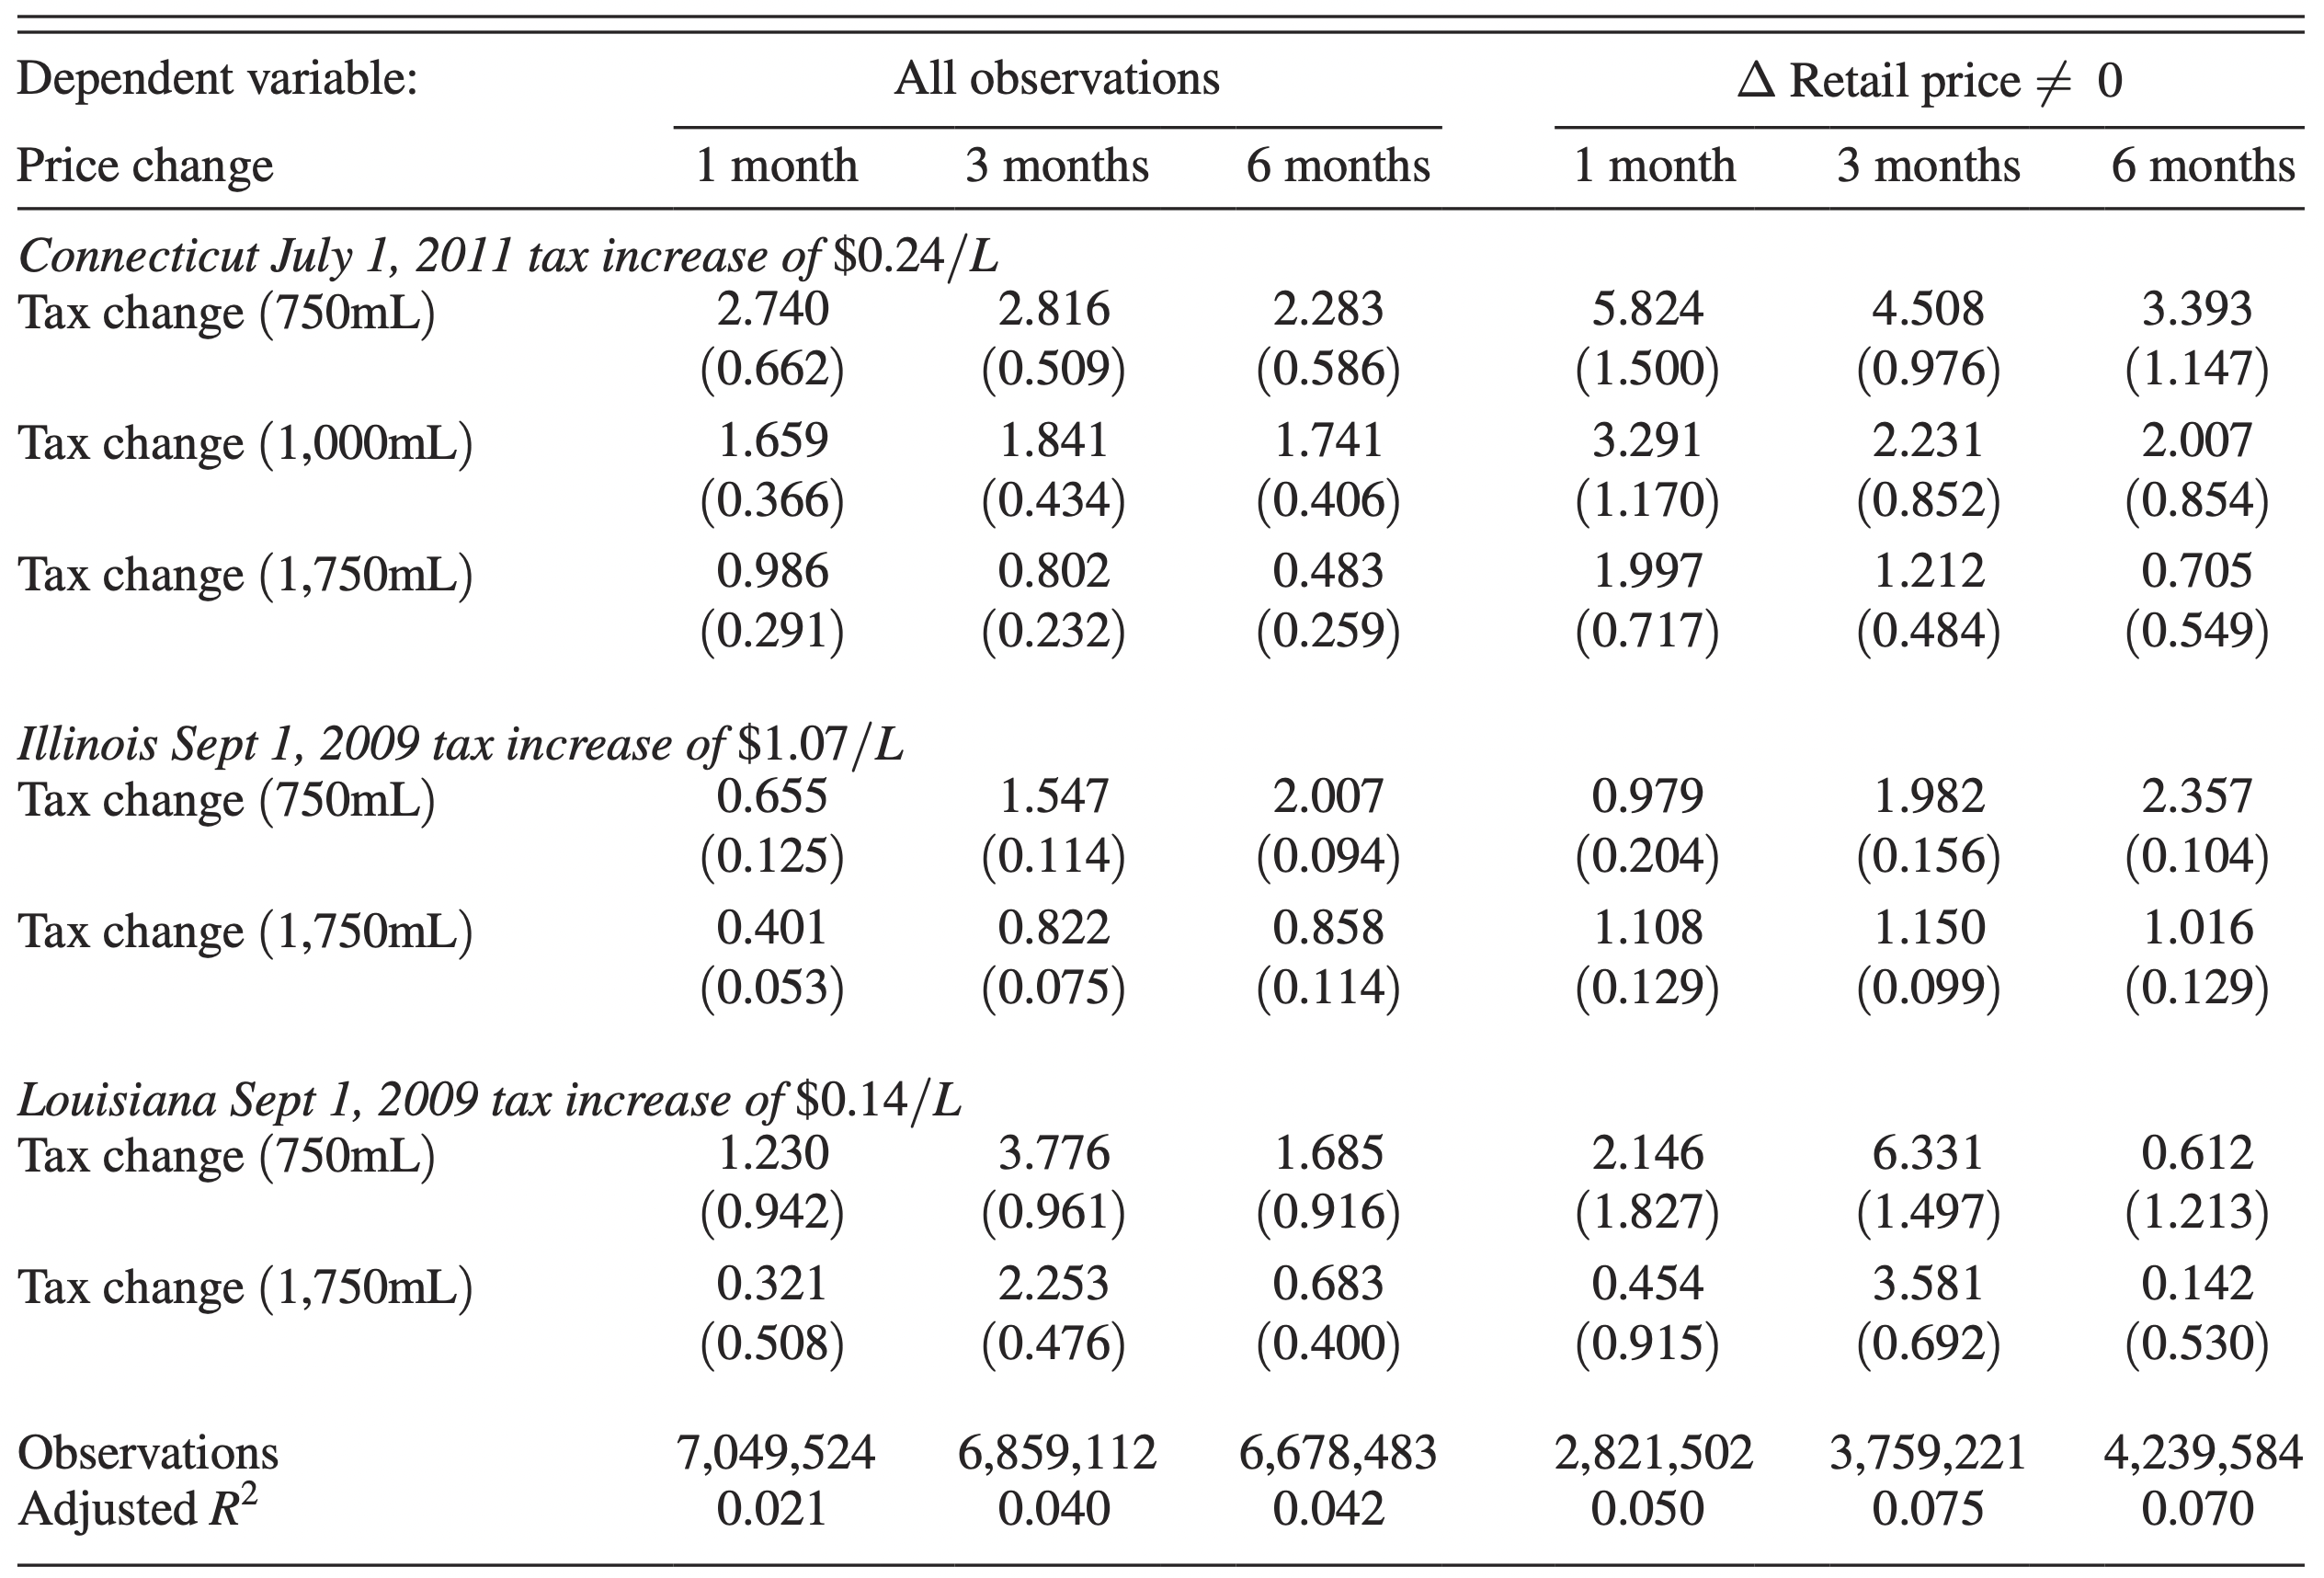 Dependent variable: All observations Δ Retail price ≠ 0
Price change 1 month 3 months 6 months 1 month 3 months 6 months
Connecticut July 1, 2011 tax increase of $0.24/L
Tax change (750mL) 2.740 2.816 2.283 5.824 4.508 3.393
(0.662) (0.509) (0.586) (1.500) (0.976) (1.147)
Tax change (1,000mL) 1.659 1.841 1.741 3.291 2.231 2.007
(0.366) (0.434) (0.406) (1.170) (0.852) (0.854)
Tax change (1,750mL) 0.986 0.802 0.483 1.997 1.212 0.705
(0.291) (0.232) (0.259) (0.717) (0.484) (0.549)
Illinois Sept 1, 2009 tax increase of $1.07/L
Tax change (750mL) 0.655 1.547 2.007 0.979 1.982 2.357
(0.125) (0.114) (0.094) (0.204) (0.156) (0.104)
Tax change (1,750mL) 0.401 0.822 0.858 1.108 1.150 1.016
(0.053) (0.075) (0.114) (0.129) (0.099) (0.129)
Louisiana Sept 1, 2009 tax increase of $0.14/L
Tax change (750mL) 1.230 3.776 1.685 2.146 6.331 0.612
(0.942) (0.961) (0.916) (1.827) (1.497) (1.213)
Tax change (1,750mL) 0.321 2.253 0.683 0.454 3.581 0.142
(0.508) (0.476) (0.400) (0.915) (0.692) (0.530)
Observations 7,049,524 6,859,112 6,678,483 2,821,502 3,759,221 4,239,584
Adjusted R² 0.021 0.040 0.042 0.050 0.075 0.070